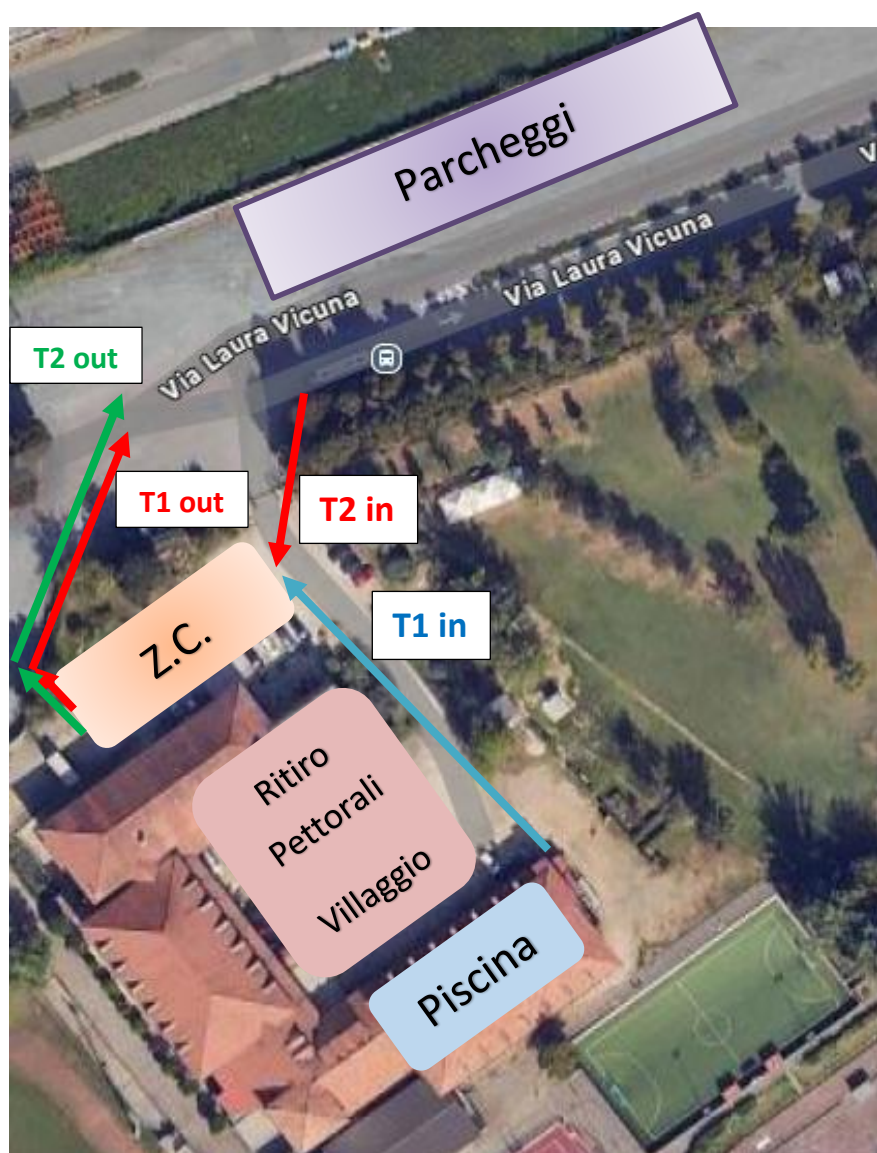 Parcheggi
V
Via Laura Vicuna
Via Laura Vicuna
T2 out
T1 out
T2 in
T1 in
Z.C.
Ritiro
Pettorali
Villaggio
Piscina